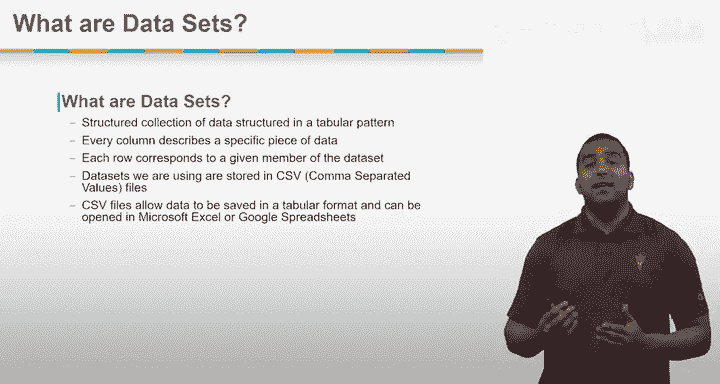 What are Data Sets?
What are Data Sets?
– Structured collection of data structured in a tabular pattern
– Every column describes a specific piece of data
– Each row corresponds to a given member of the dataset
– Datasets we are using are stored in CSV (Comma Separated
Values) files
– CSV files allow data to be saved in a tabular format and can be
opened in Microsoft Excel or Google Spreadsheets